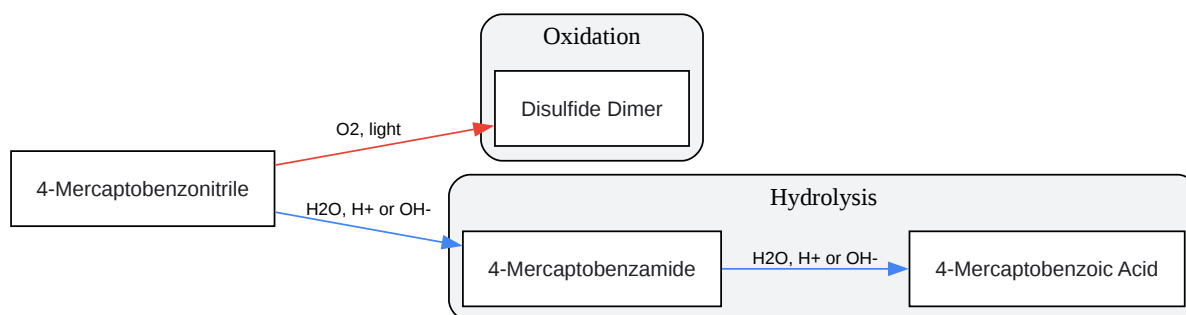 Oxidation
Disulfide Dimer
O2, light
4-Mercaptobenzonitrile
H2O, H+ or OH-
Hydrolysis
4-Mercaptobenzamide
H2O, H+ or OH-
4-Mercaptobenzoic Acid